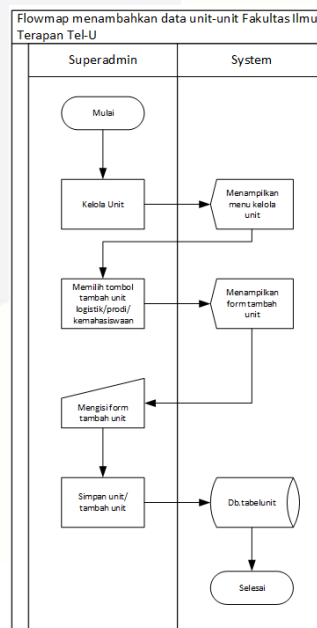 Flowmap menambahkan data unit-unit Fakultas Ilmu
Terapan Tel-U
Superadmin
System
Mulai
Kelola Unit
Menampilkan
menu kelola
unit
Memilih tombol
tambah unit
logistik/prodi/
kemahasiswaan
Menampilkan
form tambah
unit
Mengisi form
tambah unit
Simpan unit/
tambah unit
Db.tabelunit
Selesai